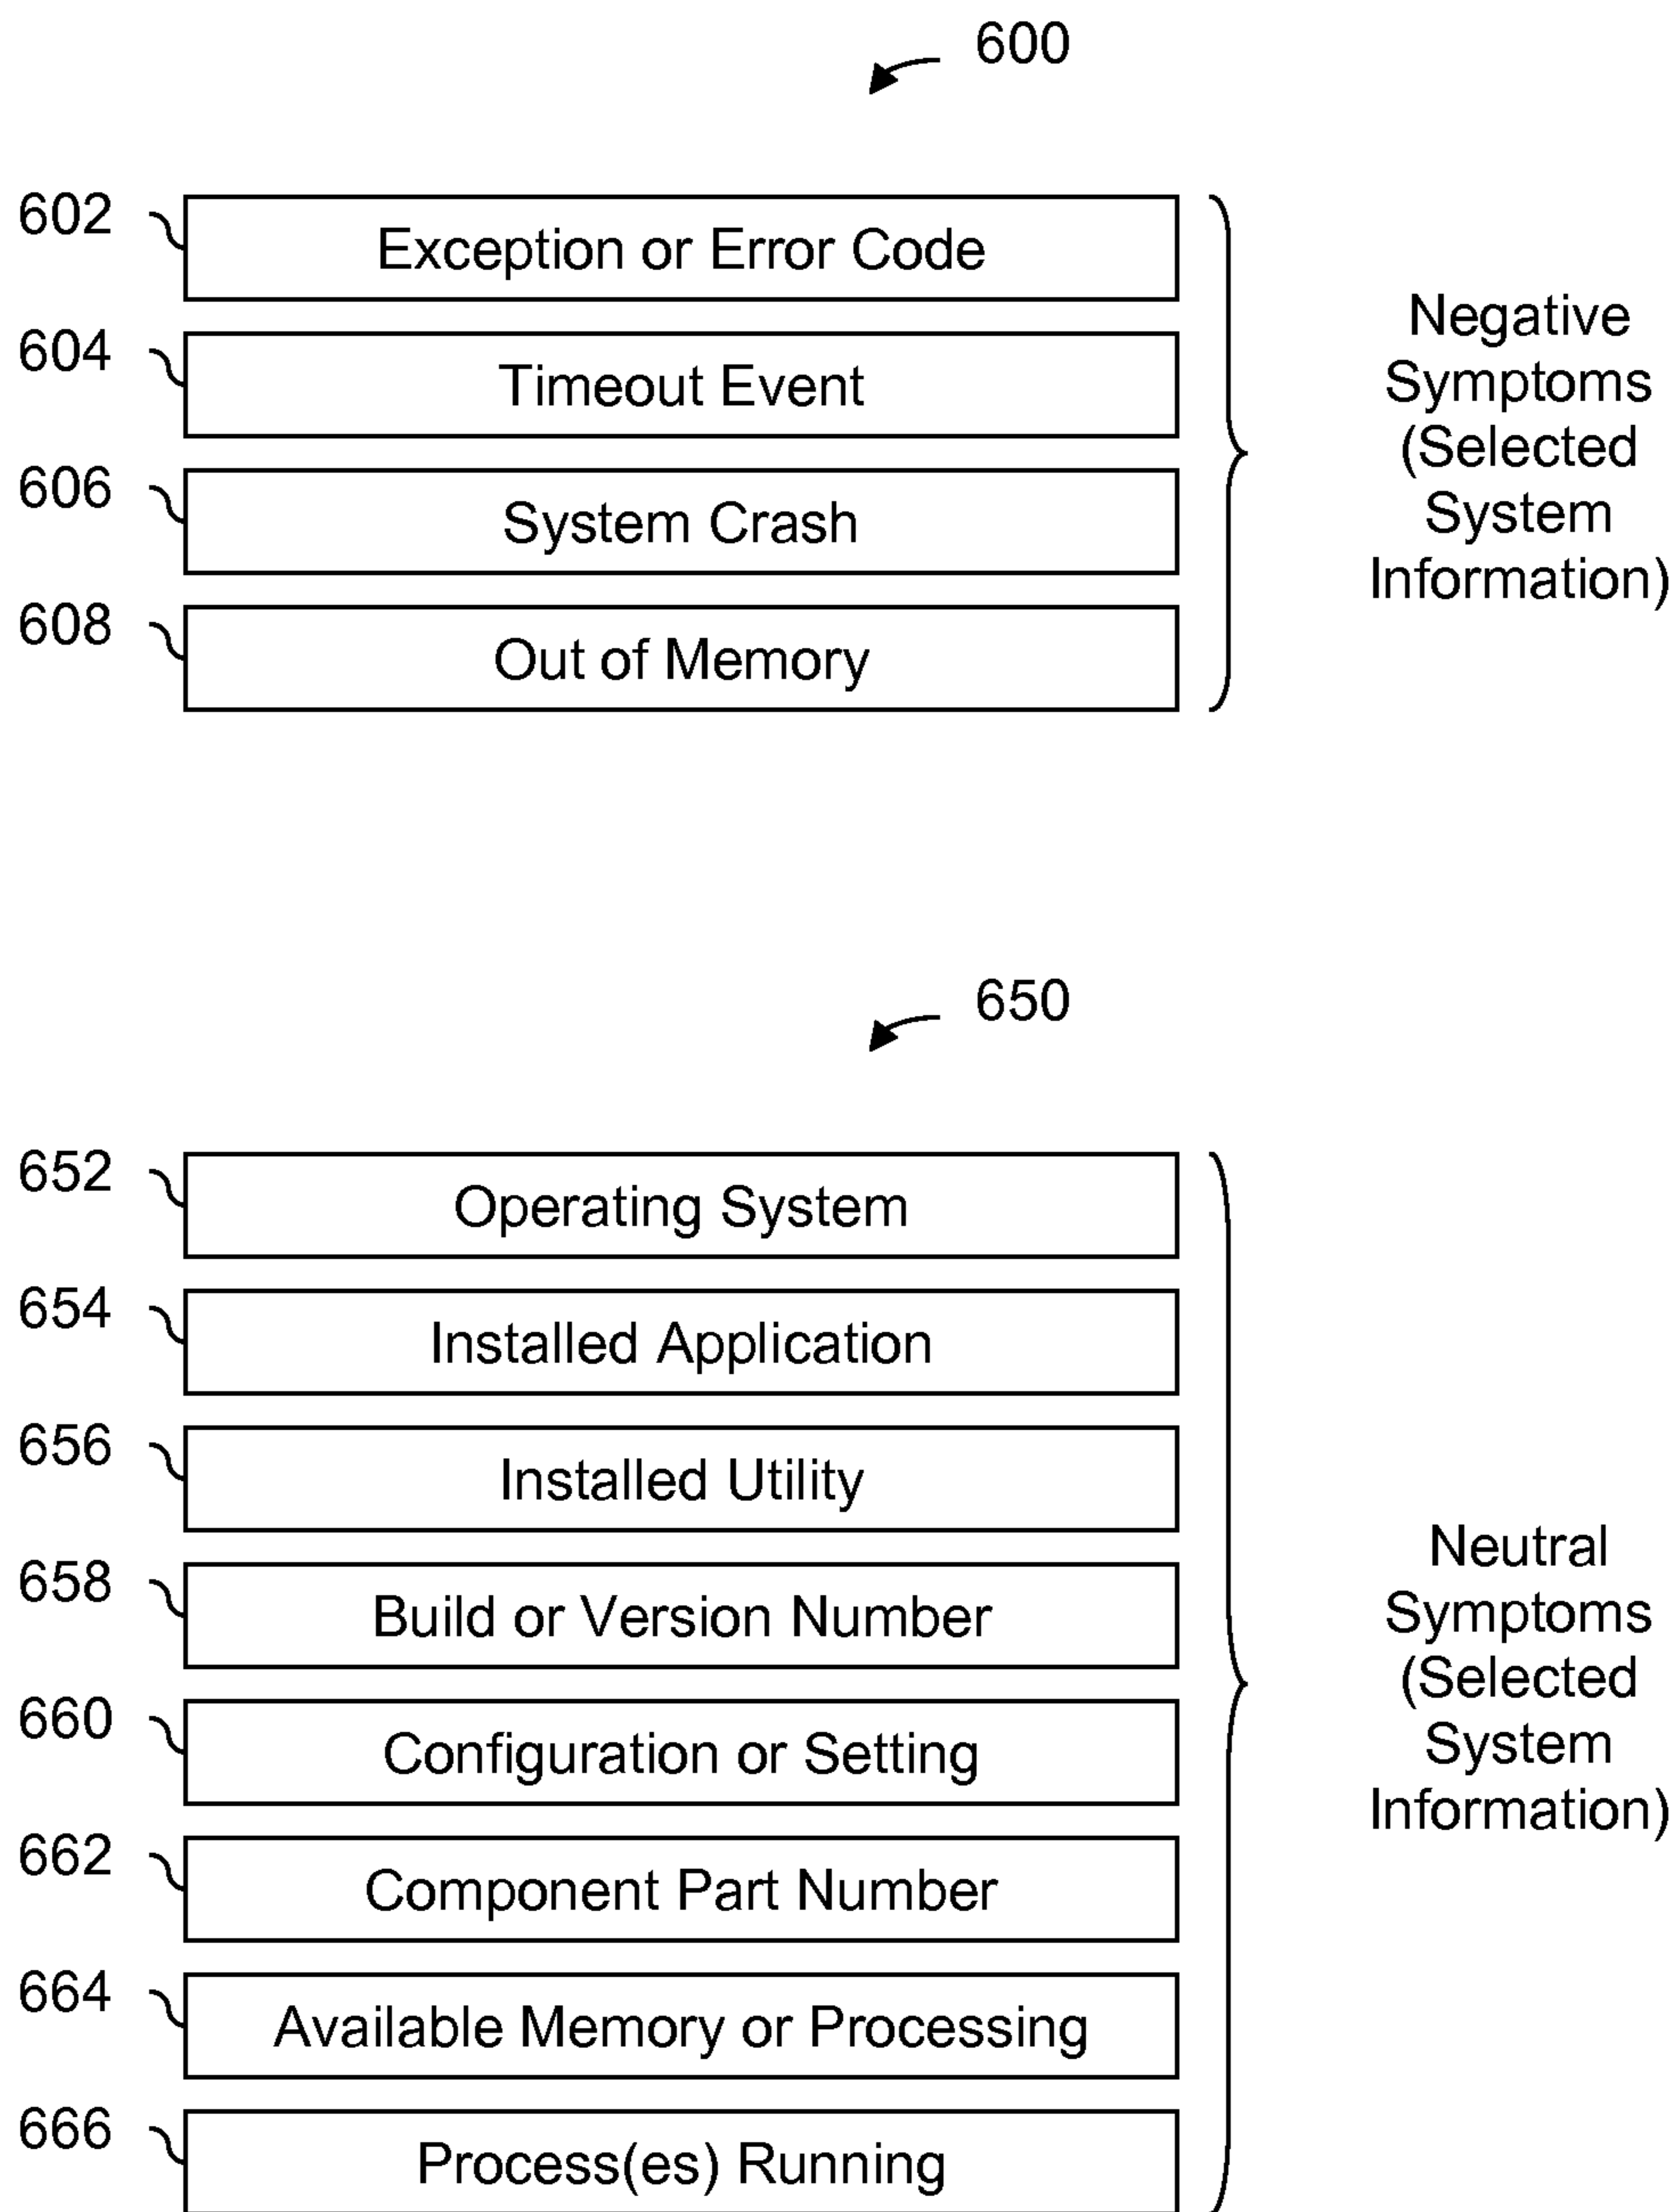 600
602 Exception or Error Code
604 Timeout Event
606 System Crash
608 Out of Memory
Negative
Symptoms
(Selected
System
Information)
650
652 Operating System
654 Installed Application
656 Installed Utility
658 Build or Version Number
660 Configuration or Setting
662 Component Part Number
664 Available Memory or Processing
666 Process(es) Running
Neutral
Symptoms
(Selected
System
Information)